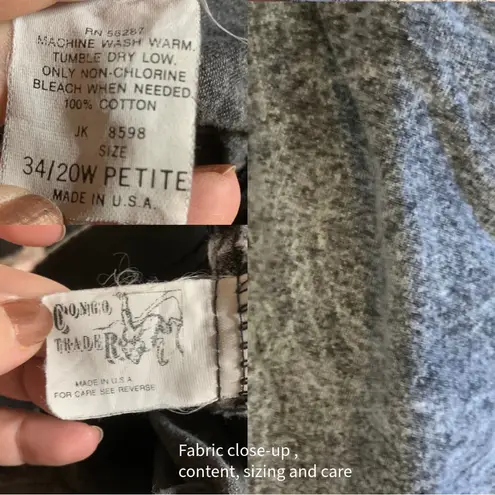 RN 58287
MACHINE WASH WARM.
TUMBLE DRY LOW.
ONLY NON-CHLORINE
BLEACH WHEN NEEDED.
100% COTTON
JK 8598
SIZE
34/20W PETITE
MADE IN U.S.A.
CONGO
TRADER
MADE IN U.S.A.
FOR CARE SEE REVERSE
Fabric close-up ,
content, sizing and care